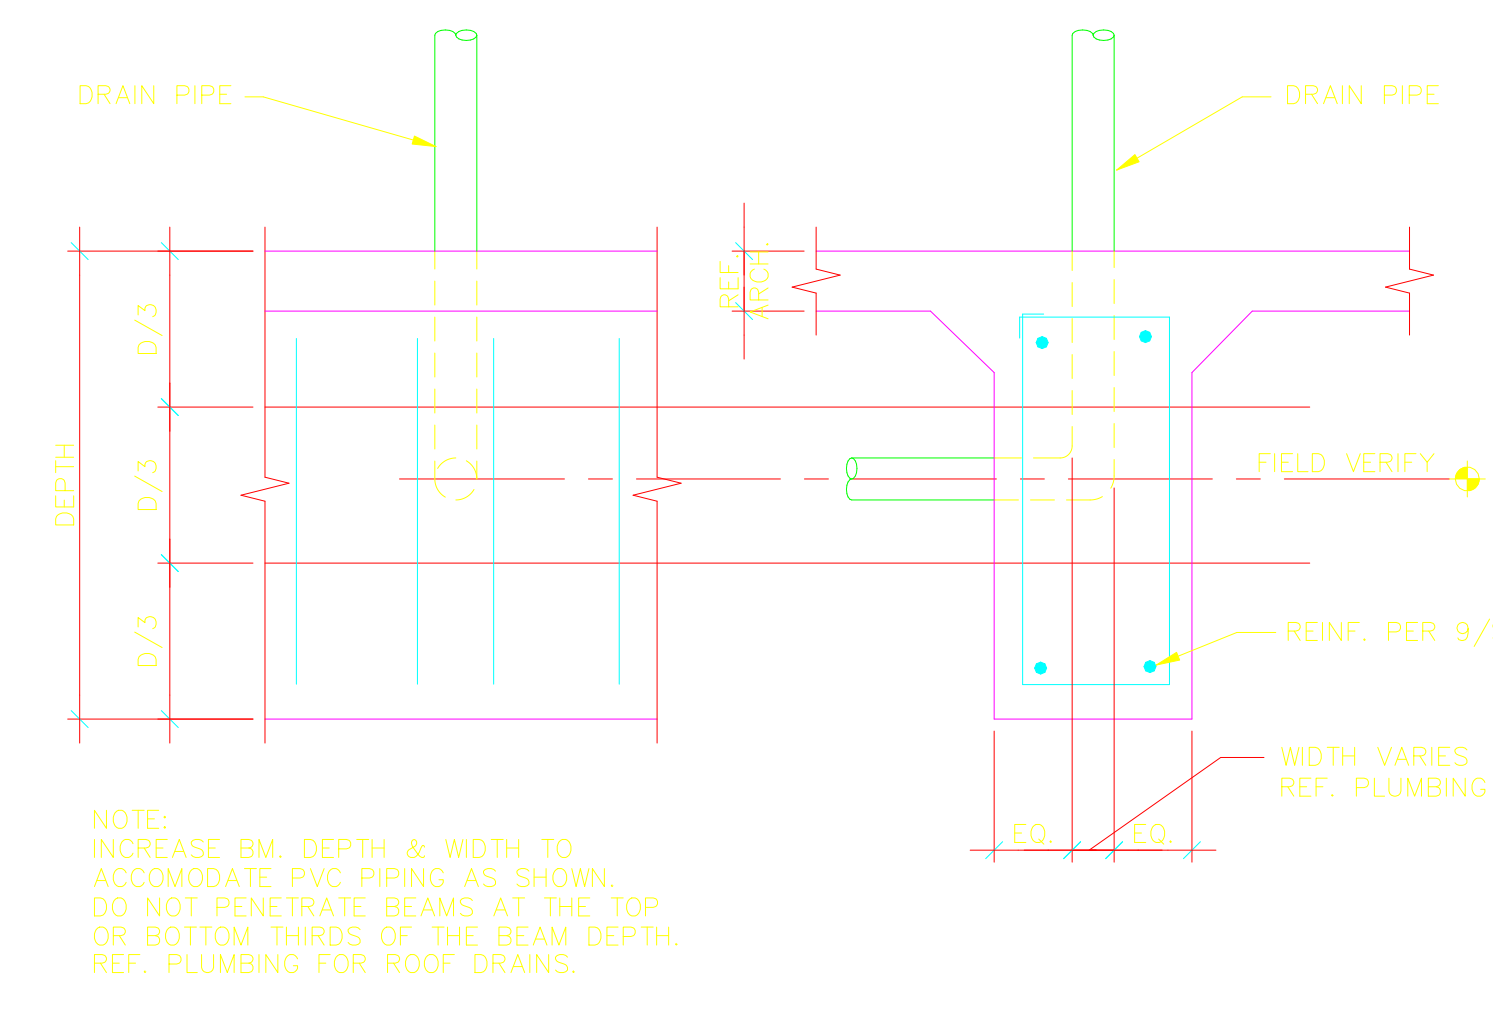 DRAIN PIPE
DRAIN PIPE
REF.
ARCH.
D/3
D/3
D/3
DEPTH
FIELD VERIFY
REINF. PER 9/
WIDTH VARIES
REF. PLUMBING
EQ.
EQ.
NOTE:
INCREASE BM. DEPTH & WIDTH TO
ACCOMODATE PVC PIPING AS SHOWN.
DO NOT PENETRATE BEAMS AT THE TOP
OR BOTTOM THIRDS OF THE BEAM DEPTH.
REF. PLUMBING FOR ROOF DRAINS.